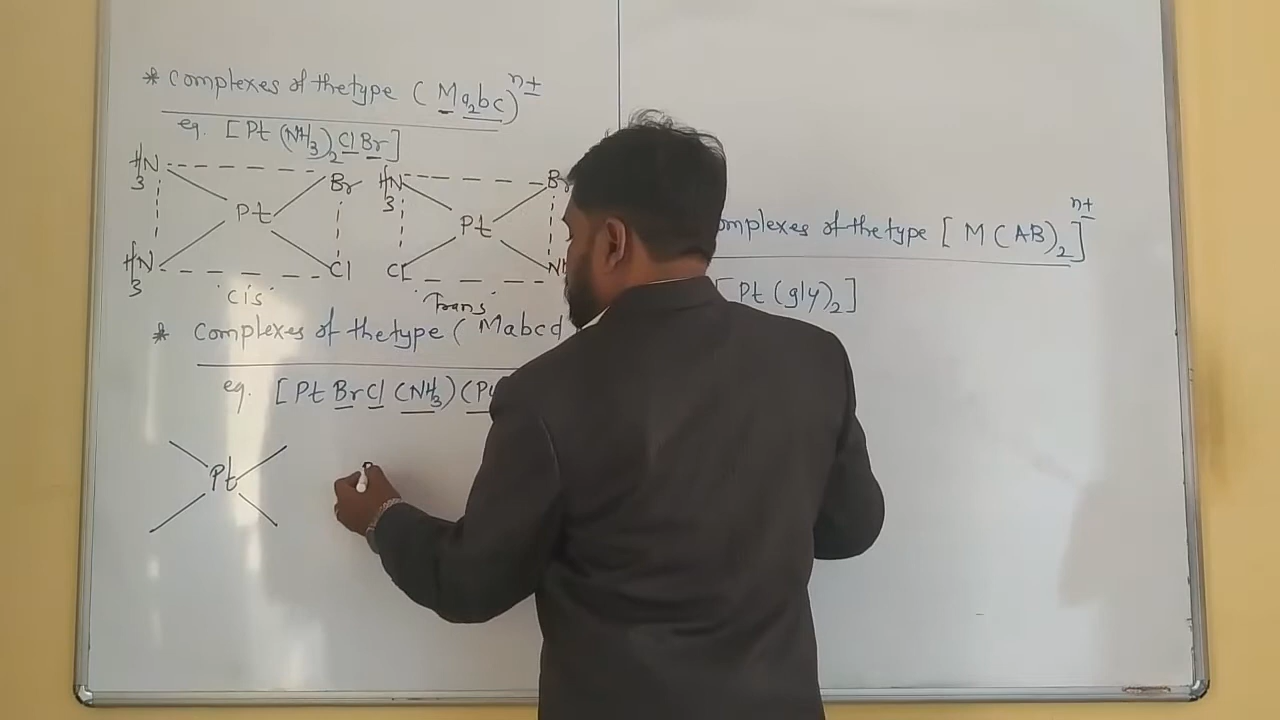 * Complexes of the type ( Ma2bc )n+
eg. [ Pt (NH3)2 Cl Br ]
H3N Br
Pt
H3N Cl
cis
H3N Br
Pt
Cl
Trans
* Complexes of the type ( Mabcd
eg. [ Pt Br Cl (NH3) (
Pt
of the type [ M (AB)2 ]n+
[ Pt (gly)2 ]